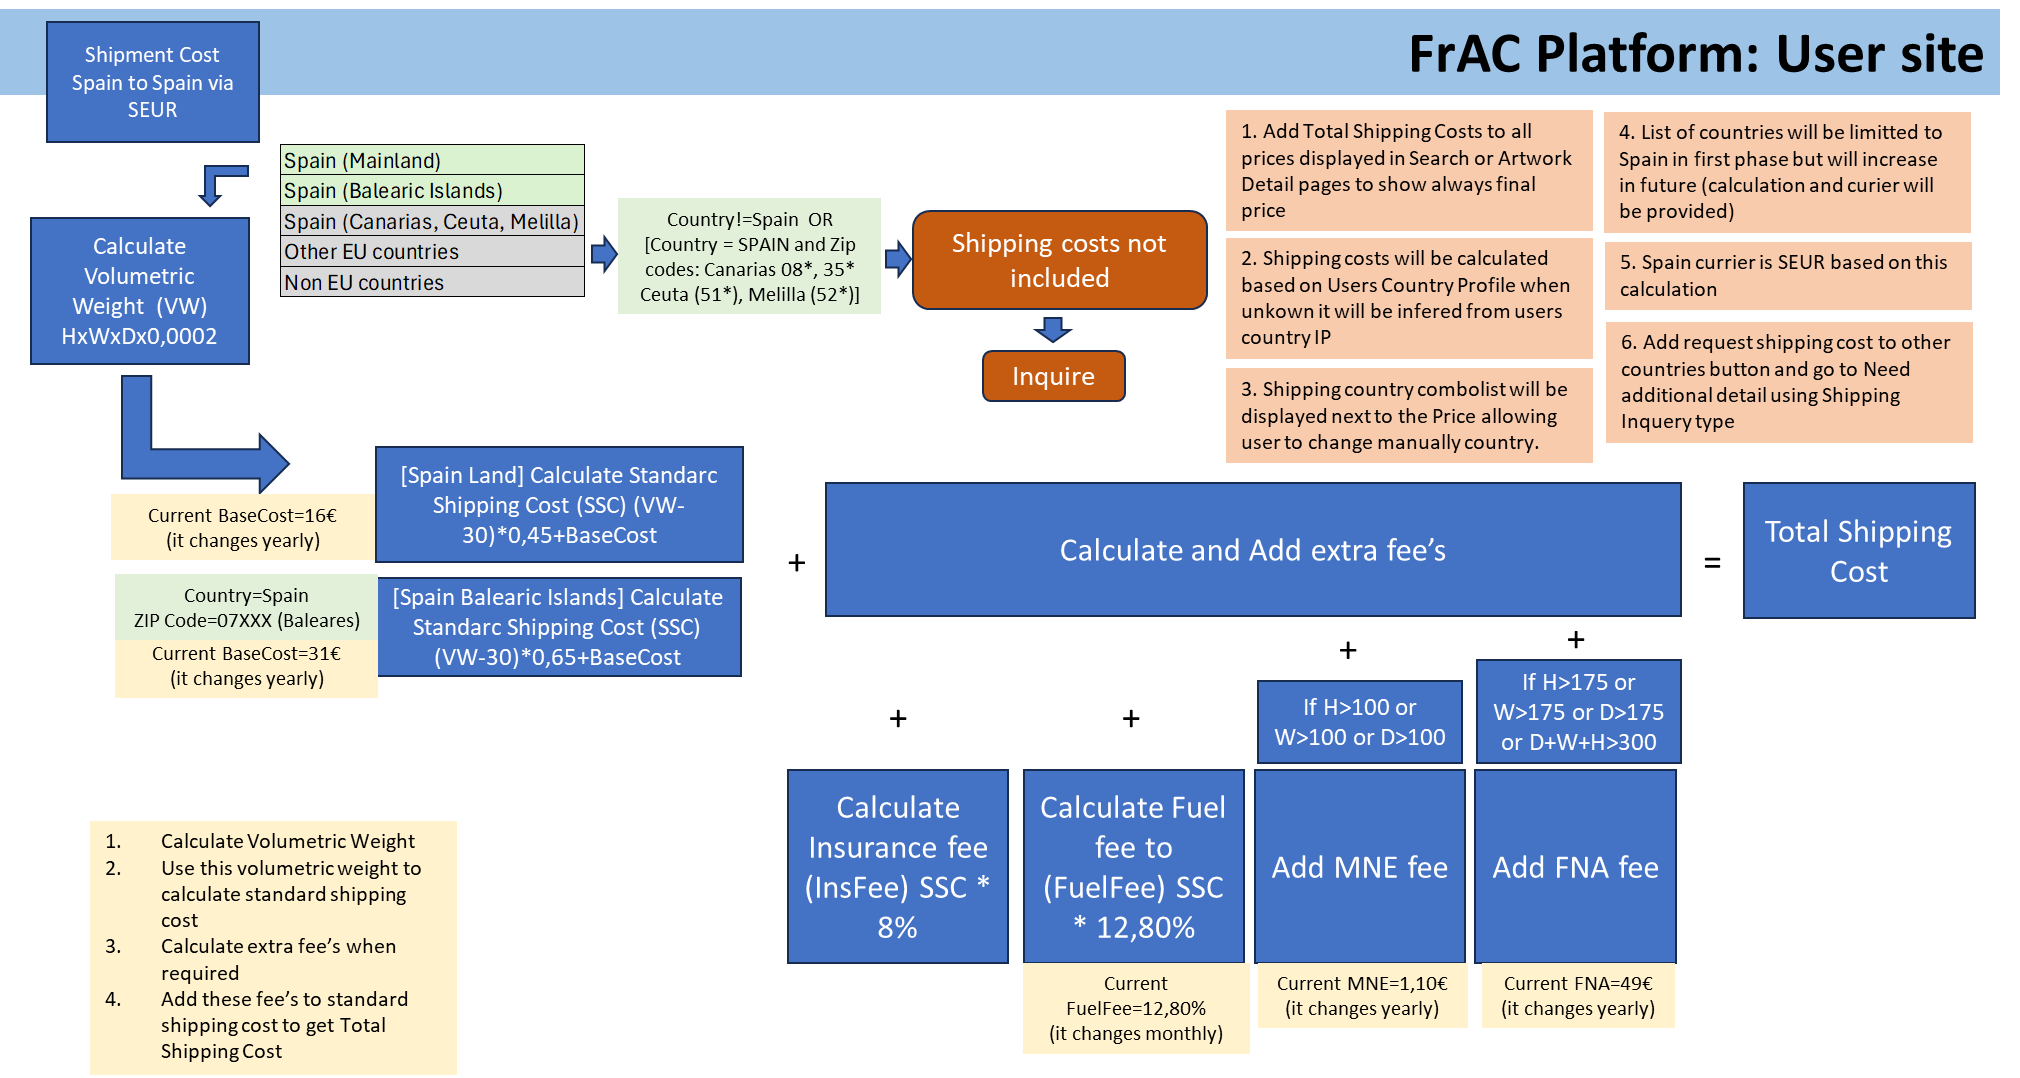 FrAC Platform: User site
Shipment Cost
Spain to Spain via
SEUR
Calculate
Volumetric
Weight  (VW)
HxWxDx0,0002
Spain (Mainland)
Spain (Balearic Islands)
Spain (Canarias, Ceuta, Melilla)
Other EU countries
Non EU countries
Country!=Spain  OR
[Country = SPAIN and Zip
codes: Canarias 08*, 35*
Ceuta (51*), Melilla (52*)]
Shipping costs not
included
Inquire
1. Add Total Shipping Costs to all
prices displayed in Search or Artwork
Detail pages to show always final
price
2. Shipping costs will be calculated
based on Users Country Profile when
unkown it will be infered from users
country IP
3. Shipping country combolist will be
displayed next to the Price allowing
user to change manually country.
4. List of countries will be limitted to
Spain in first phase but will increase
in future (calculation and curier will
be provided)
5. Spain currier is SEUR based on this
calculation
6. Add request shipping cost to other
countries button and go to Need
additional detail using Shipping
Inquery type
Current BaseCost=16€
(it changes yearly)
[Spain Land] Calculate Standarc
Shipping Cost (SSC) (VW-
30)*0,45+BaseCost
Country=Spain
ZIP Code=07XXX (Baleares)
Current BaseCost=31€
(it changes yearly)
[Spain Balearic Islands] Calculate
Standarc Shipping Cost (SSC)
(VW-30)*0,65+BaseCost
+
Calculate and Add extra fee’s
=
Total Shipping
Cost
+
+
+
+
If H>100 or
W>100 or D>100
If H>175 or
W>175 or D>175
or D+W+H>300
Calculate
Insurance fee
(InsFee) SSC *
8%
Calculate Fuel
fee to
(FuelFee) SSC
* 12,80%
Add MNE fee
Add FNA fee
Current
FuelFee=12,80%
(it changes monthly)
Current MNE=1,10€
(it changes yearly)
Current FNA=49€
(it changes yearly)
1. Calculate Volumetric Weight
2. Use this volumetric weight to
calculate standard shipping
cost
3. Calculate extra fee’s when
required
4. Add these fee’s to standard
shipping cost to get Total
Shipping Cost